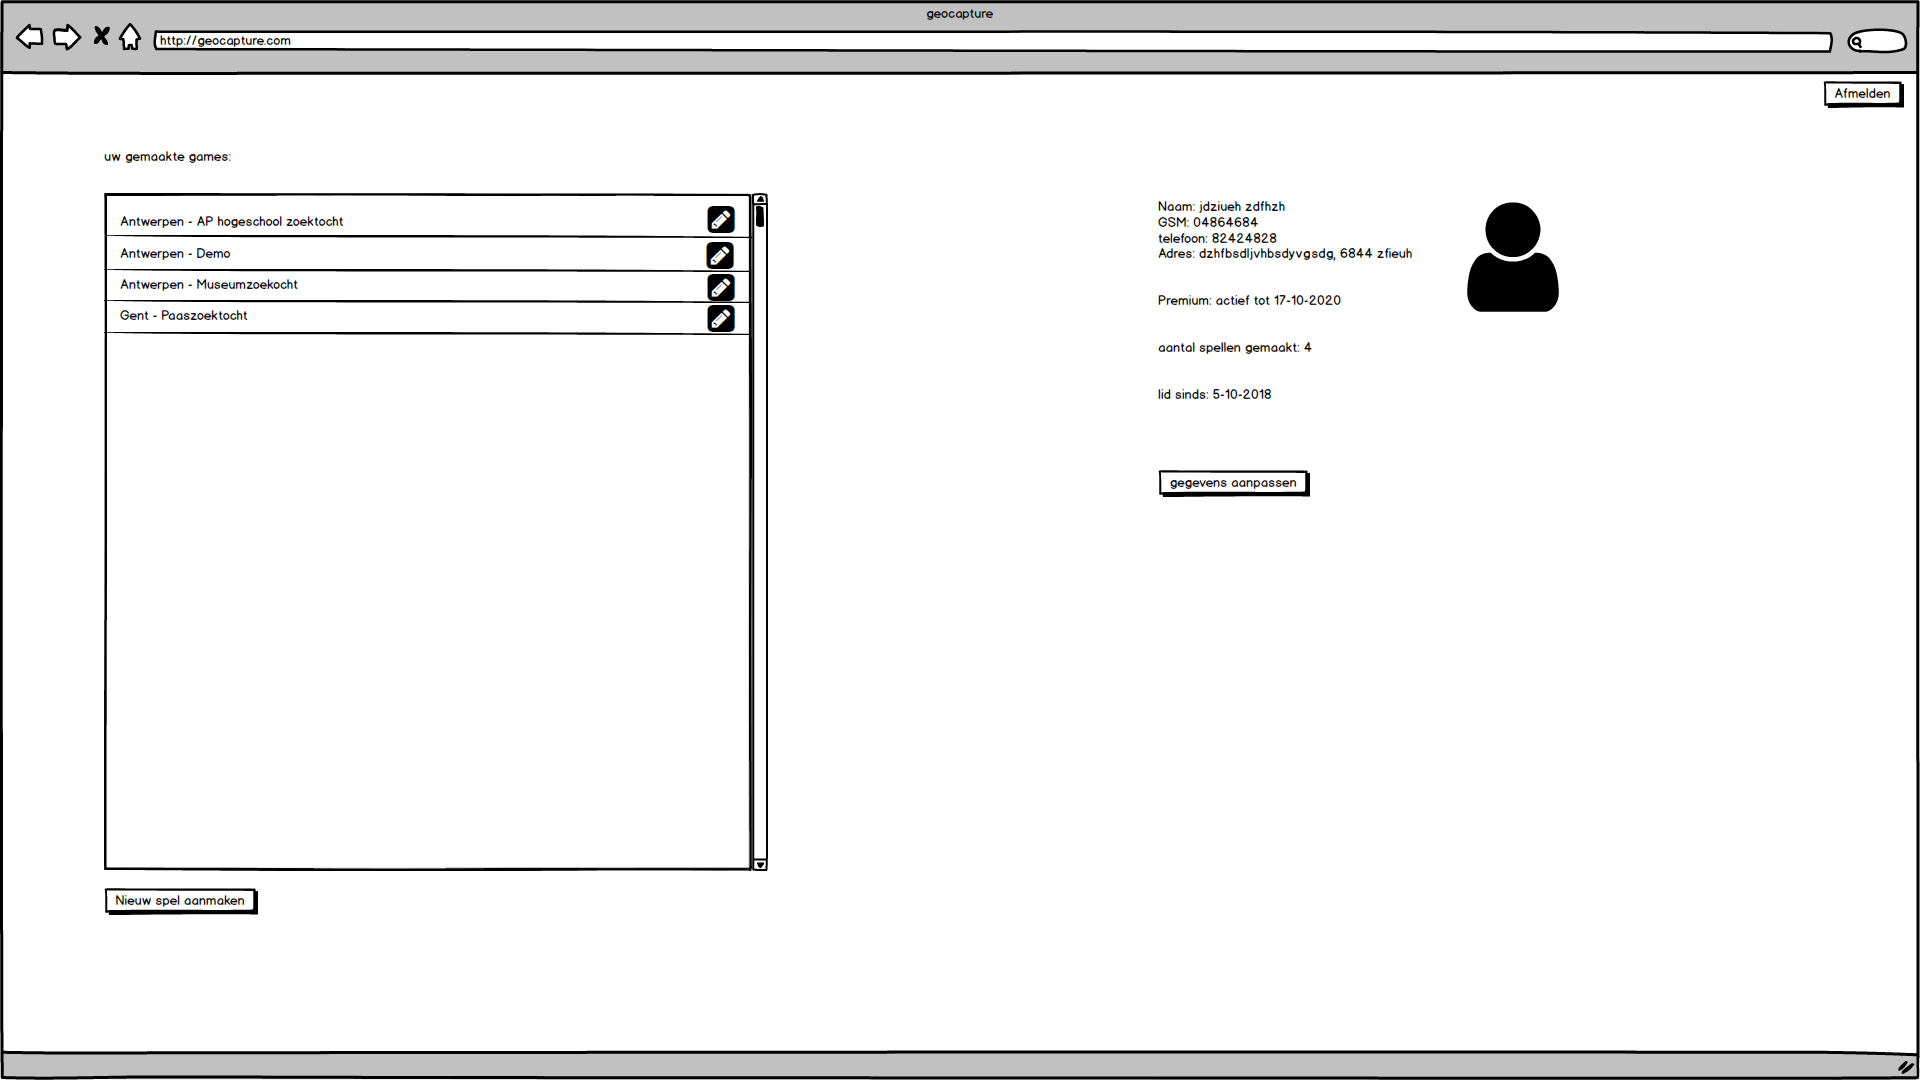 geocapture
http://geocapture.com
Afmelden
uw gemaakte games:
Antwerpen - AP hogeschool zoektocht
Antwerpen - Demo
Antwerpen - Museumzoekocht
Gent - Paaszoektocht
Nieuw spel aanmaken
Naam: jdziueh zdfhzh
GSM: 04864684
telefoon: 82424828
Adres: dzhfbsdljvhbsdyvgsdg, 6844 zfieuh
Premium: actief tot 17-10-2020
aantal spellen gemaakt: 4
lid sinds: 5-10-2018
gegevens aanpassen